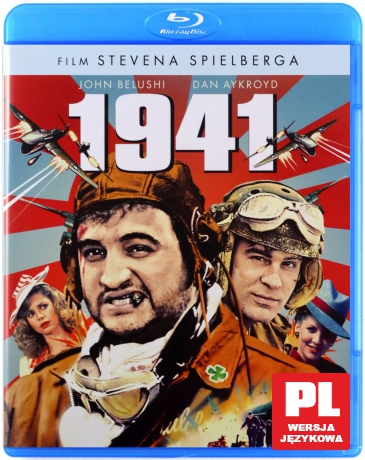 Blu-ray Disc
FILM STEVENA SPIELBERGA
JOHN BELUSHI DAN AYKROYD
1941
PL
WERSJA
JĘZYKOWA